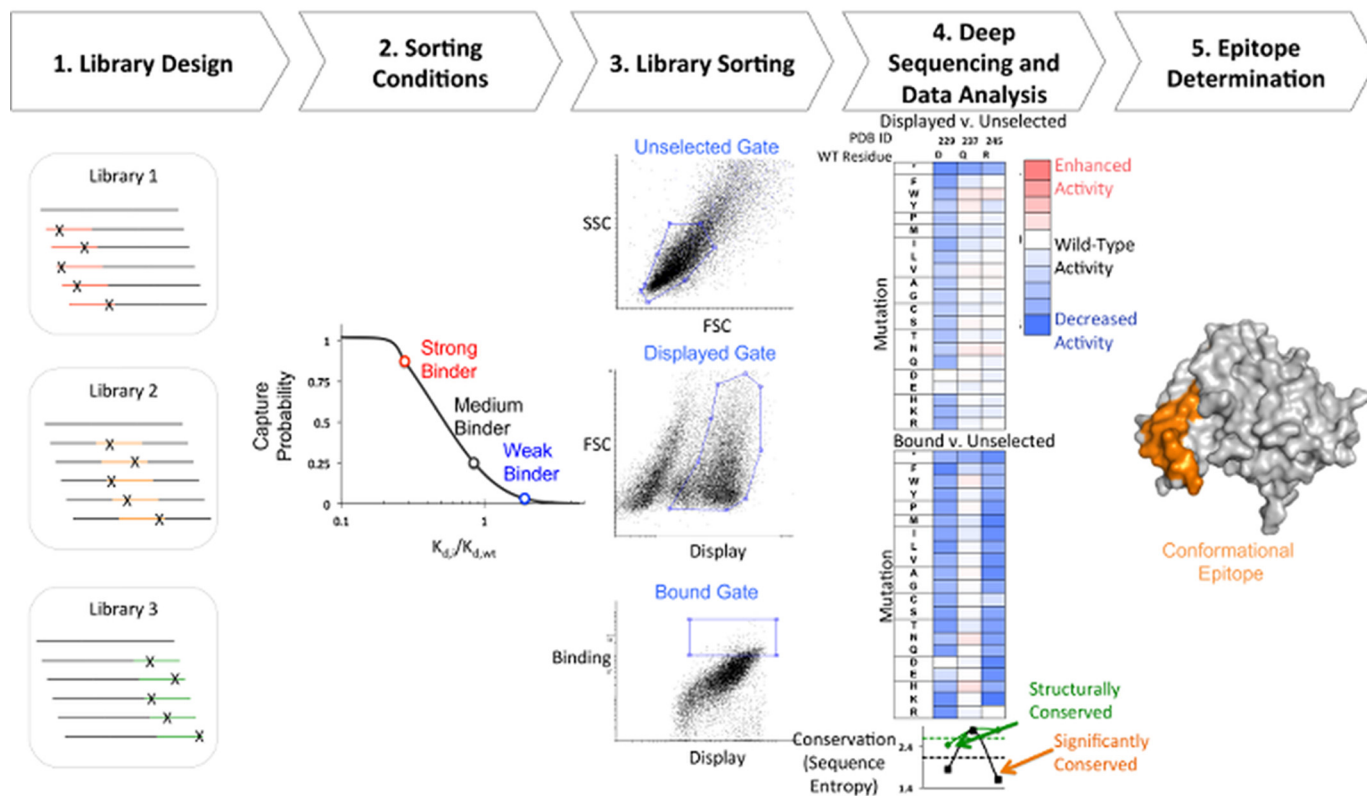 1. Library Design
2. Sorting
Conditions
3. Library Sorting
4. Deep
Sequencing and
Data Analysis
5. Epitope
Determination
Library 1
X
X
X
X
X
Library 2
X
X
X
X
X
Library 3
X
X
X
X
X
Capture
Probability
1
0.75
0.5
0.25
0
0.1
1
Strong
Binder
Medium
Binder
Weak
Binder
Kd,i/Kd,wt
Unselected Gate
SSC
FSC
Displayed Gate
FSC
Display
Bound Gate
Binding
Display
Displayed v. Unselected
PDB ID 229 237 245
WT Residue D Q R
Mutation
*
F
W
Y
P
M
I
L
V
A
G
C
S
T
N
Q
D
E
H
K
R
Enhanced
Activity
Wild-Type
Activity
Decreased
Activity
Bound v. Unselected
Mutation
*
F
W
Y
P
M
I
L
V
A
G
C
S
T
N
Q
D
E
H
K
R
Conservation
(Sequence
Entropy)
2.4
1.4
Structurally
Conserved
Significantly
Conserved
Conformational
Epitope